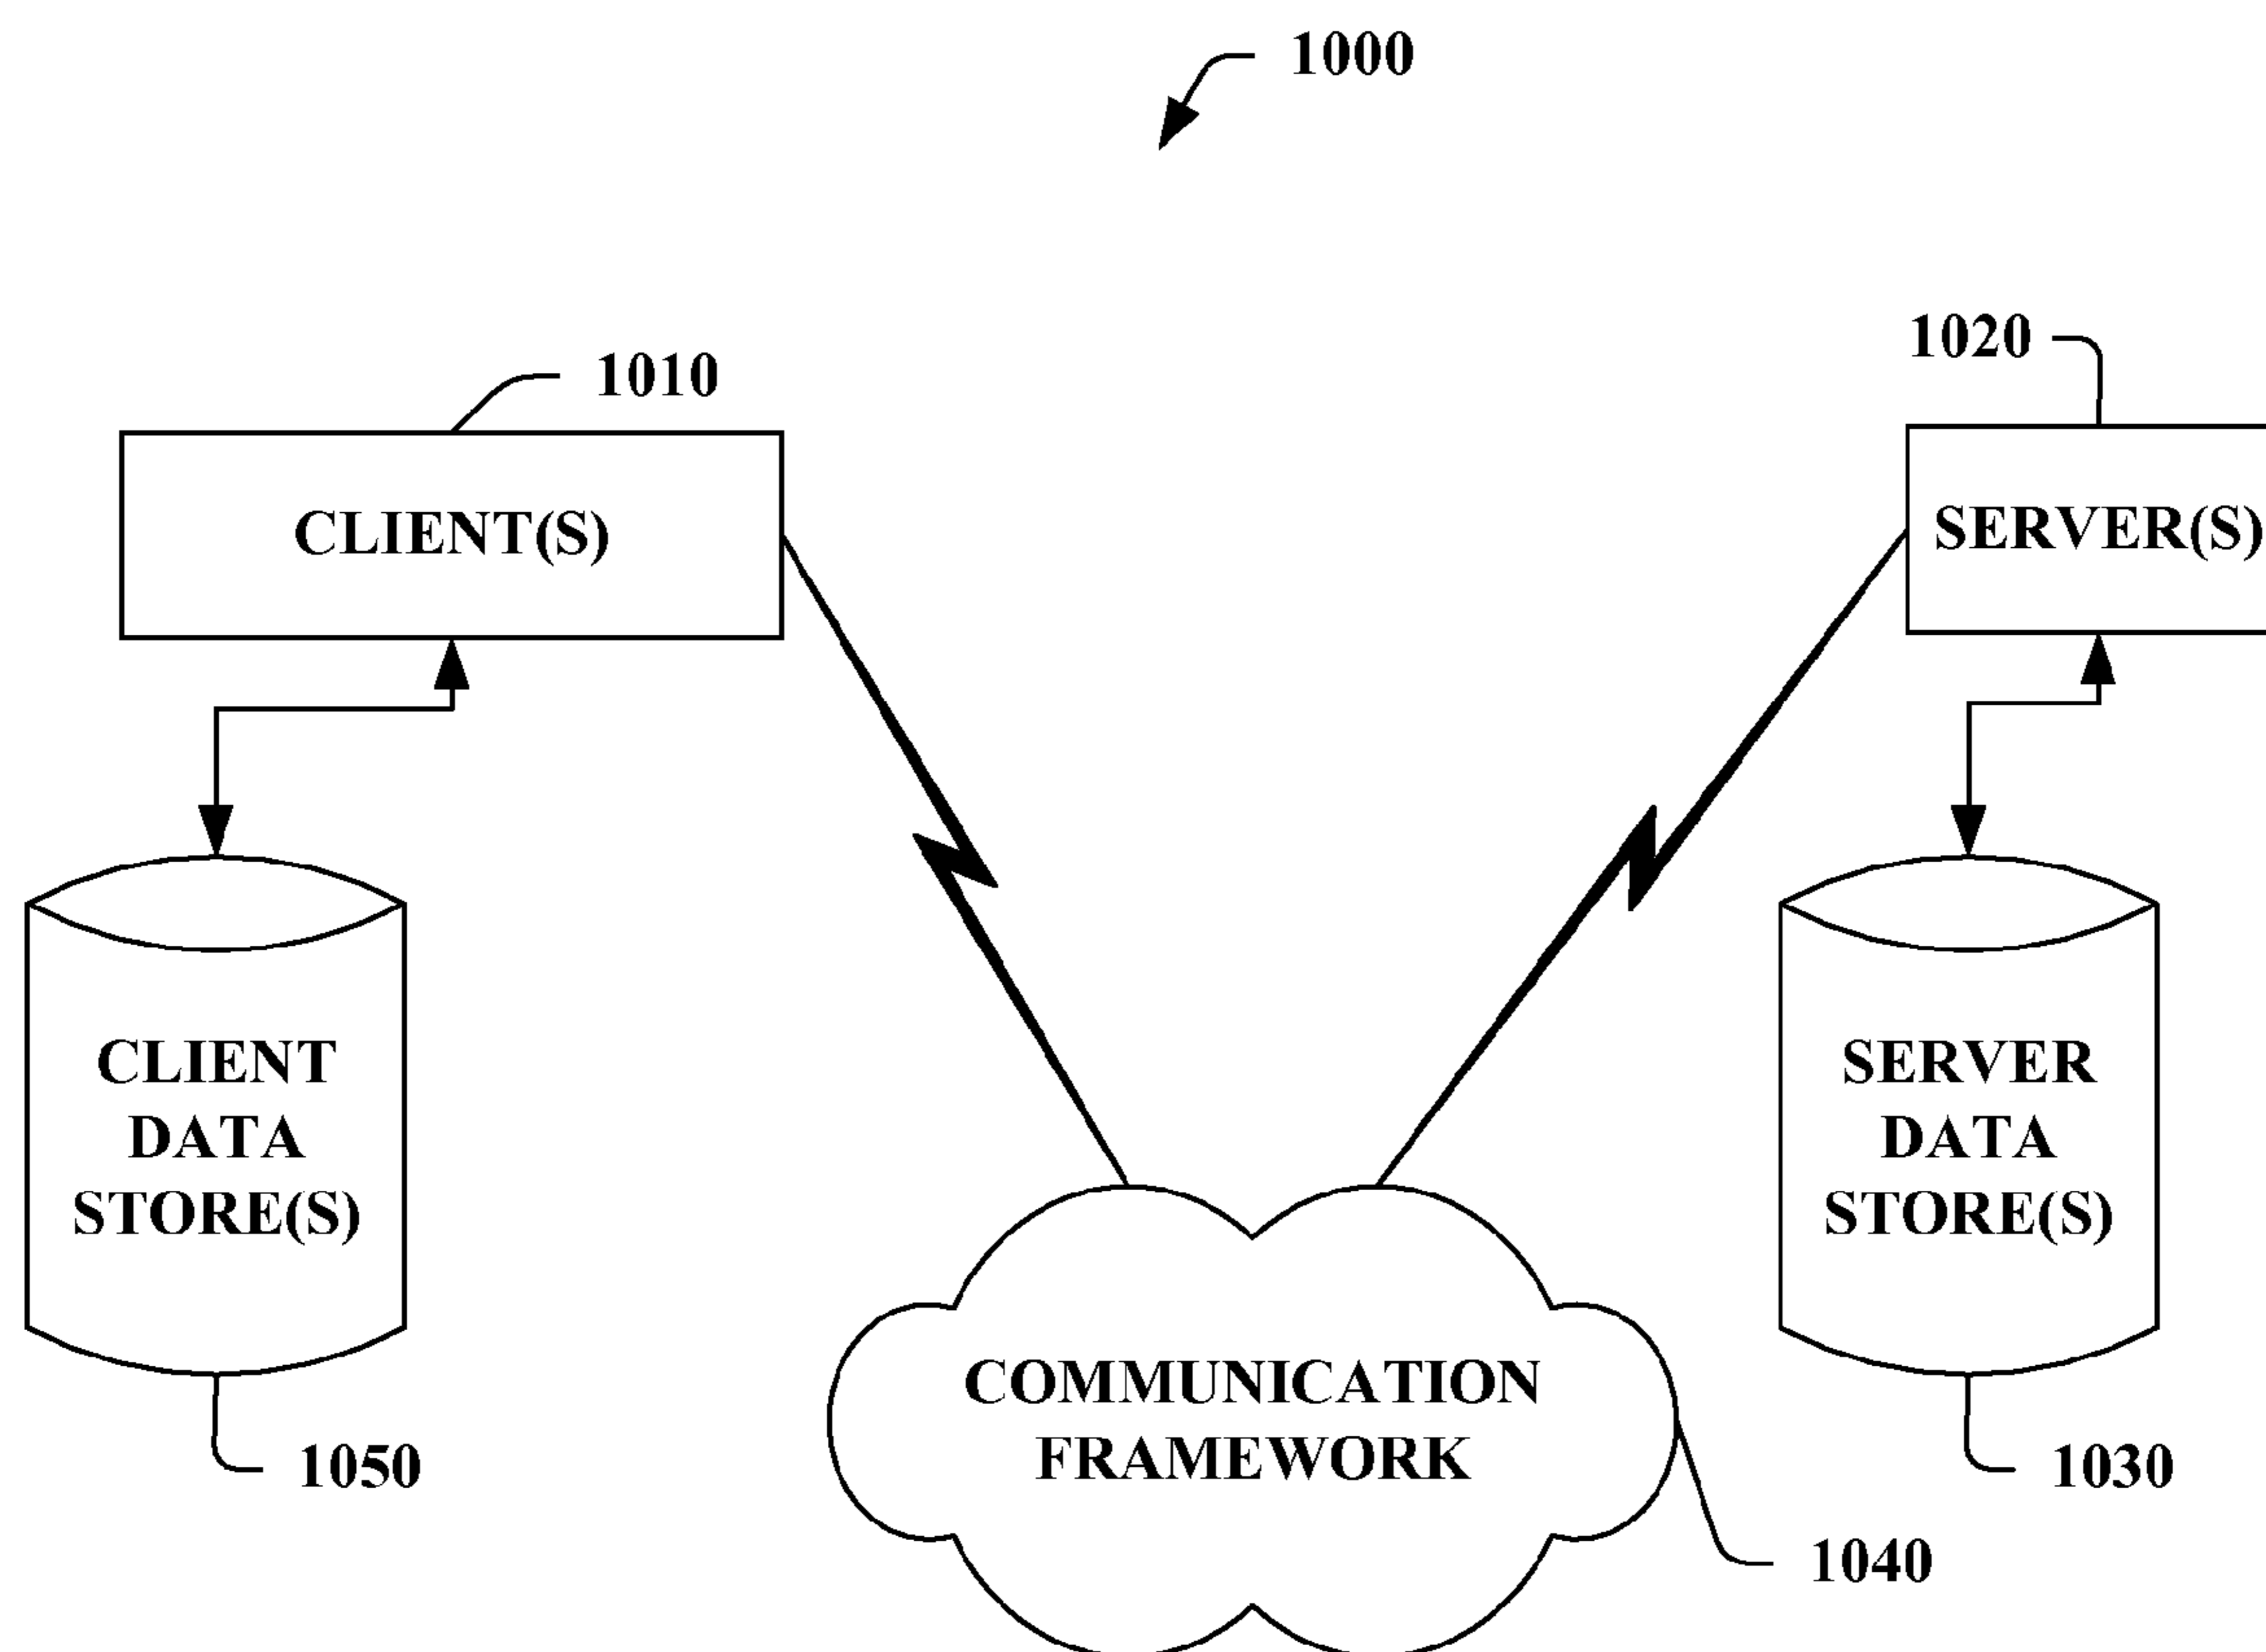 1000
1010
1020
CLIENT(S)
SERVER(S)
CLIENT
DATA
STORE(S)
SERVER
DATA
STORE(S)
COMMUNICATION
FRAMEWORK
1050
1030
1040